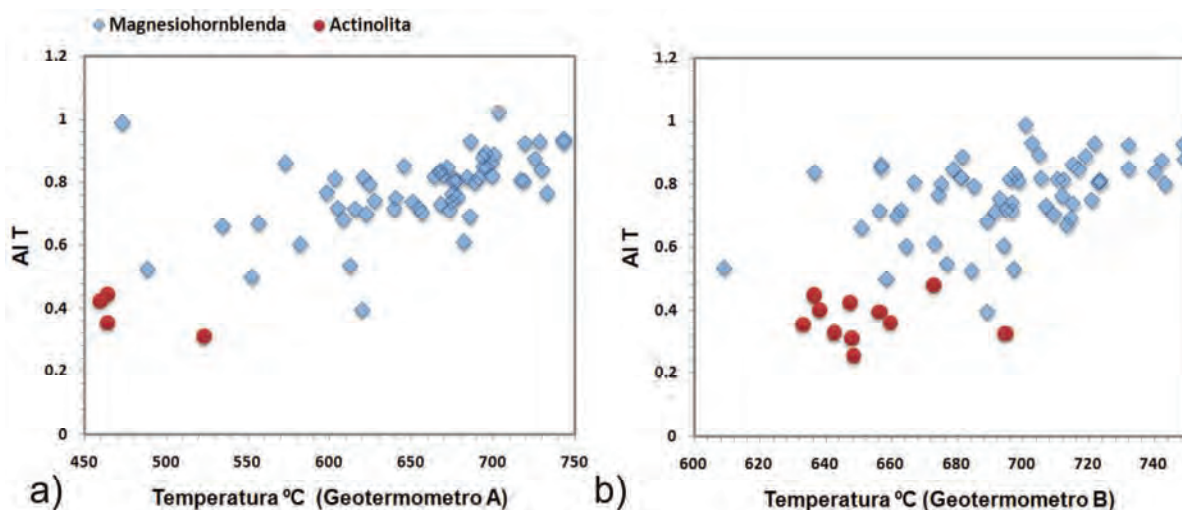 Magnesiohornblenda Actinolita
1.2
1
0.8
0.6
0.4
0.2
0
Al T
450 500 550 600 650 700 750
a) Temperatura ºC (Geotermometro A)
1.2
1
0.8
0.6
0.4
0.2
0
Al T
600 620 640 660 680 700 720 740
b) Temperatura ºC (Geotermometro B)